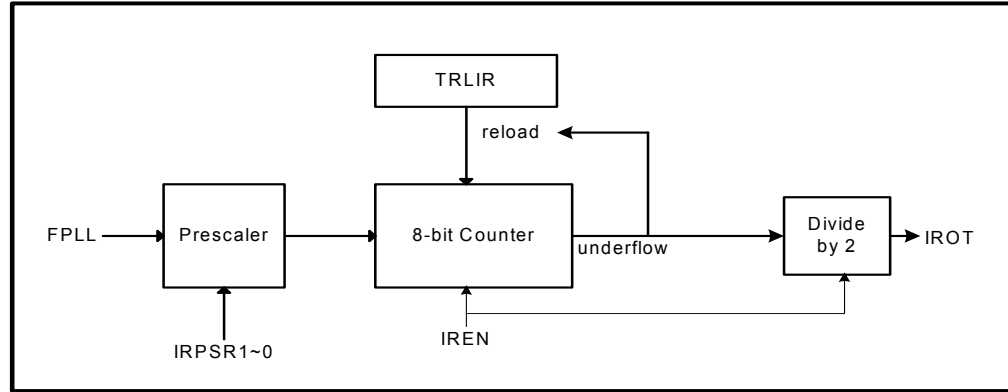 TRLIR
reload
FPLL
Prescaler
8-bit Counter
underflow
Divide
by 2
IROT
IREN
IRPSR1~0